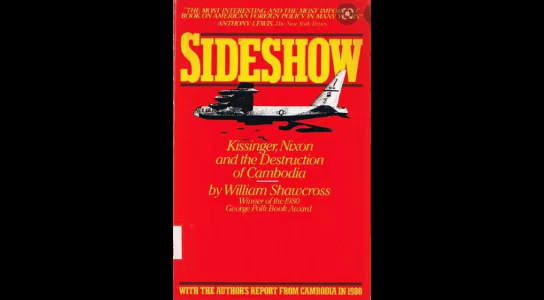 "THE MOST INTERESTING AND THE MOST IMPORTANT
BOOK ON AMERICAN FOREIGN POLICY IN MANY YEARS."
ANTHONY LEWIS, The New York Times
SIDESHOW
Kissinger, Nixon
and the Destruction
of Cambodia
by William Shawcross
Winner of the 1980
George Polk Book Award
WITH THE AUTHOR'S REPORT FROM CAMBODIA IN 1980